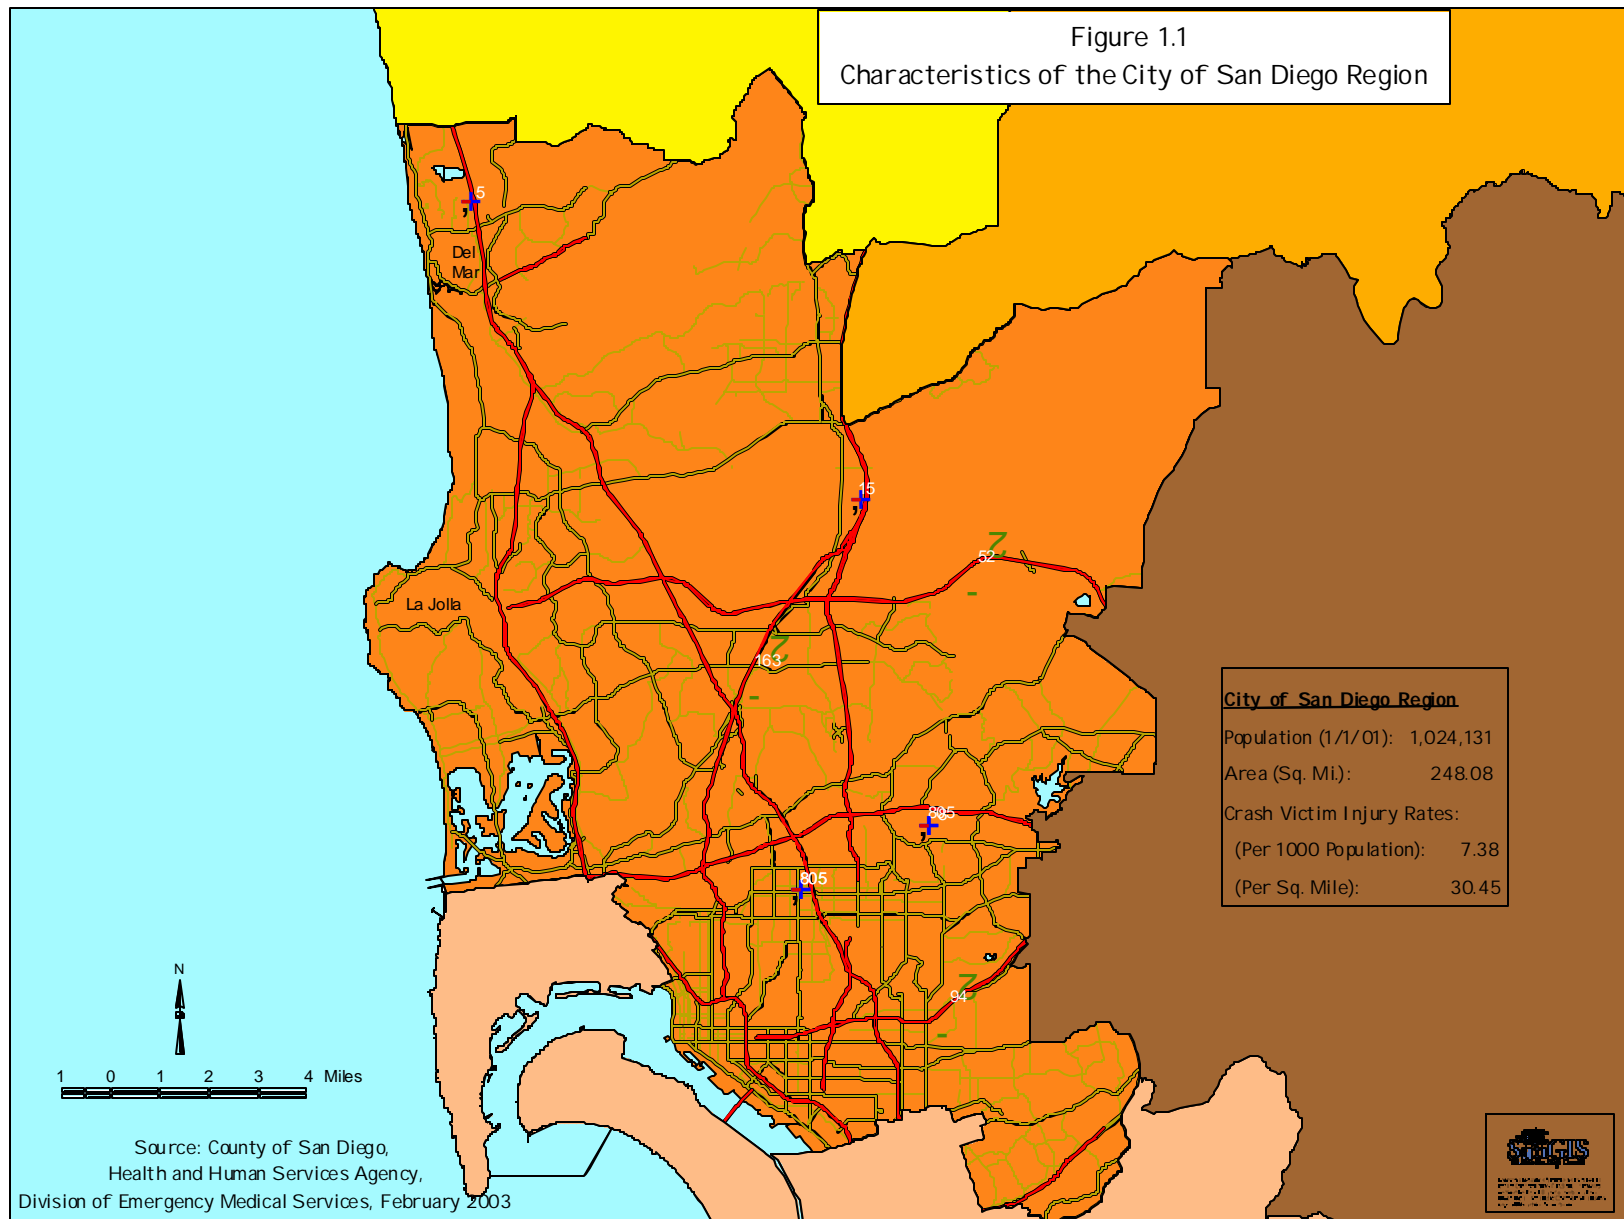 Figure 1.1
Characteristics of the City of San Diego Region
5
Del
Mar
15
52
La Jolla
163
City of San Diego Region
Population (1/1/01): 1,024,131
Area (Sq. Mi.): 248.08
Crash Victim Injury Rates:
(Per 1000 Population): 7.38
(Per Sq. Mile): 30.45
805
805
94
N
1 0 1 2 3 4 Miles
Source: County of San Diego,
Health and Human Services Agency,
Division of Emergency Medical Services, February 2003
SanGIS